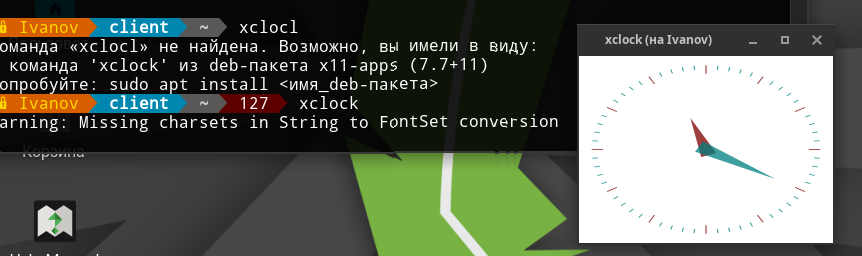 Ivanov client ~ xclocl
оманда «xclocl» не найдена. Возможно, вы имели в виду:
команда 'xclock' из deb-пакета x11-apps (7.7+11)
опробуйте: sudo apt install <имя_deb-пакета>
Ivanov client ~ 127 xclock
arning: Missing charsets in String to FontSet conversion
xclock (на Ivanov)
Корзина